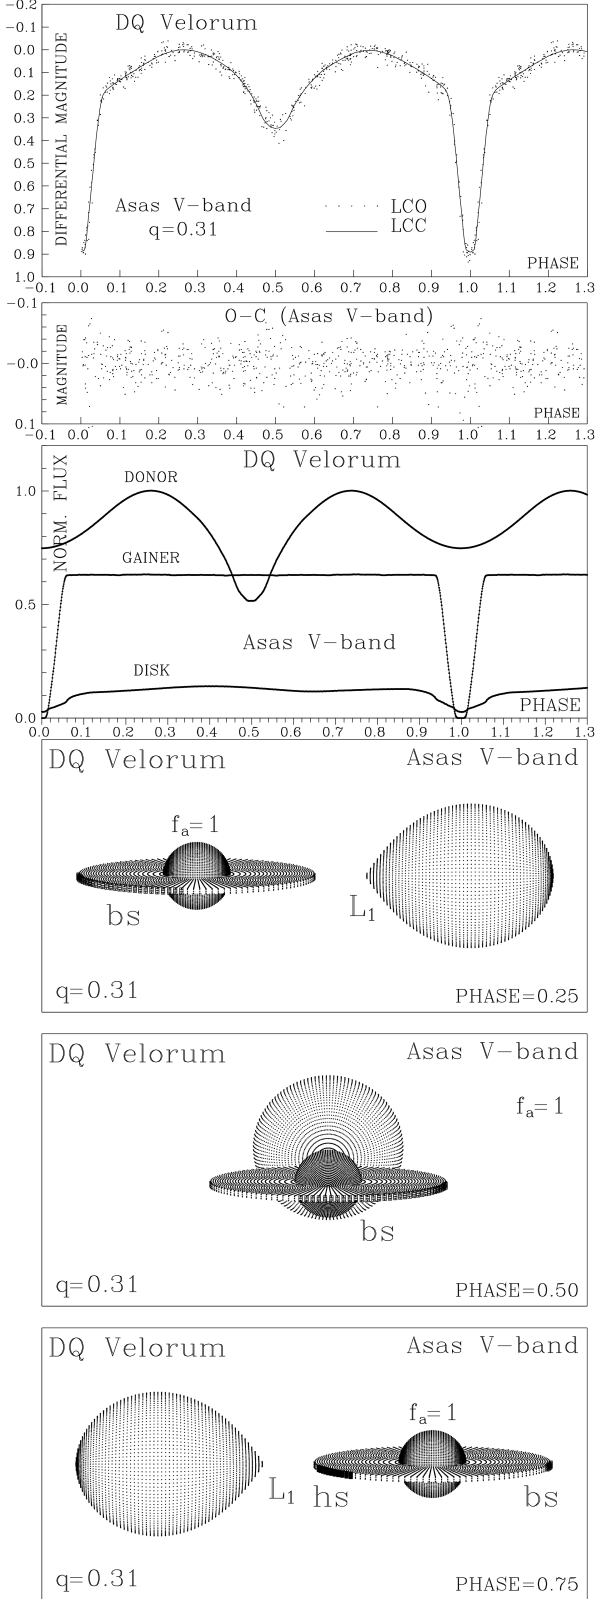 DQ Velorum
DIFFERENTIAL MAGNITUDE
−0.2
−0.1
0.0
0.1
0.2
0.3
0.4
0.5
0.6
0.7
0.8
0.9
1.0
Asas V−band
q=0.31
LCO
LCC
PHASE
−0.1 0.0 0.1 0.2 0.3 0.4 0.5 0.6 0.7 0.8 0.9 1.0 1.1 1.2 1.3
−0.1
−0.0
0.1
MAGNITUDE
O−C (Asas V−band)
PHASE
−0.1 0.0 0.1 0.2 0.3 0.4 0.5 0.6 0.7 0.8 0.9 1.0 1.1 1.2 1.3
DQ Velorum
NORM. FLUX
1.0
0.5
0.0
DONOR
GAINER
Asas V−band
DISK
PHASE
0.0 0.1 0.2 0.3 0.4 0.5 0.6 0.7 0.8 0.9 1.0 1.1 1.2 1.3
DQ Velorum Asas V−band
fa=1
bs
L1
q=0.31 PHASE=0.25
DQ Velorum Asas V−band
fa=1
bs
q=0.31 PHASE=0.50
DQ Velorum Asas V−band
fa=1
L1 hs bs
q=0.31 PHASE=0.75